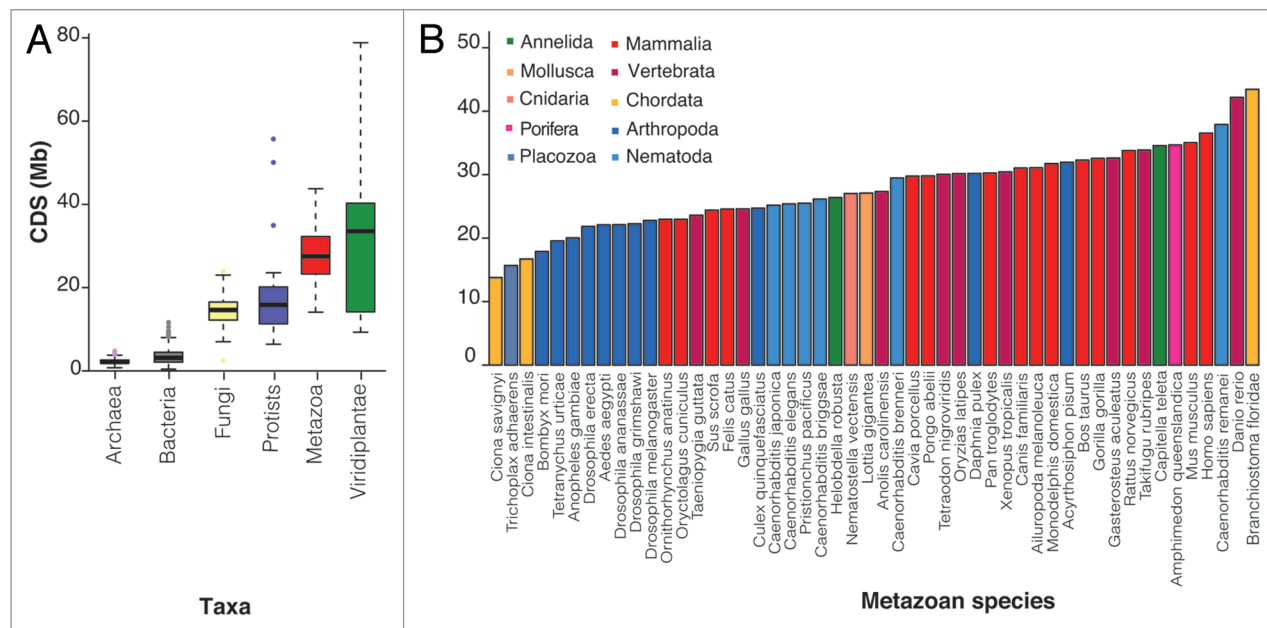 A
CDS (Mb)
80
60
40
20
0
Archaea
Bacteria
Fungi
Protists
Metazoa
Viridiplantae
Taxa
B
50
40
30
20
10
0
Annelida
Mollusca
Cnidaria
Porifera
Placozoa
Mammalia
Vertebrata
Chordata
Arthropoda
Nematoda
Ciona savignyi
Trichoplax adhaerens
Ciona intestinalis
Bombyx mori
Tetranychus urticae
Anopheles gambiae
Drosophila erecta
Aedes aegypti
Drosophila ananassae
Drosophila grimshawi
Drosophila melanogaster
Ornithorhynchus anatinus
Oryctolagus cuniculus
Taeniopygia guttata
Sus scrofa
Felis catus
Gallus gallus
Culex quinquefasciatus
Caenorhabditis japonica
Caenorhabditis elegans
Pristionchus pacificus
Caenorhabditis briggsae
Helobdella robusta
Nematostella vectensis
Lottia gigantea
Anolis carolinensis
Caenorhabditis brenneri
Cavia porcellus
Pongo abelii
Tetraodon nigroviridis
Oryzias latipes
Daphnia pulex
Pan troglodytes
Xenopus tropicalis
Canis familiaris
Ailuropoda melanoleuca
Monodelphis domestica
Acyrthosiphon pisum
Bos taurus
Gorilla gorilla
Gasterosteus aculeatus
Rattus norvegicus
Takifugu rubripes
Capitella teleta
Amphimedon queenslandica
Mus musculus
Homo sapiens
Caenorhabditis remanei
Danio rerio
Branchiostoma floridae
Metazoan species